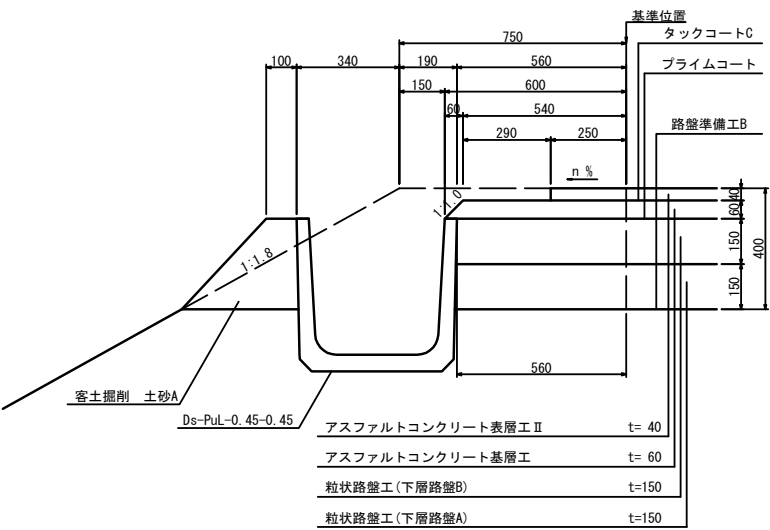 基準位置
750
タックコートC
100
340
190
560
プライムコート
150
600
60
540
路盤準備工B
290
250
n %
1:1.0
40
60
150
400
150
1:1.8
560
客土掘削　土砂A
Ds-PuL-0.45-0.45
アスファルトコンクリート表層工Ⅱ　t= 40
アスファルトコンクリート基層工　t= 60
粒状路盤工(下層路盤B)　t=150
粒状路盤工(下層路盤A)　t=150